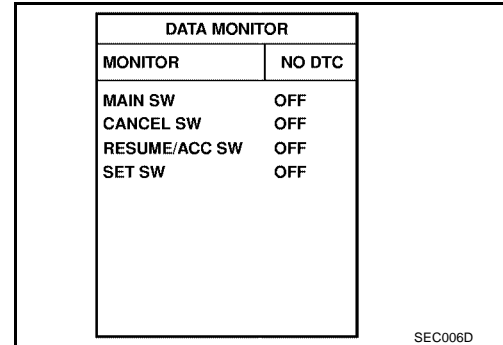 DATA MONITOR
MONITOR NO DTC
MAIN SW OFF
CANCEL SW OFF
RESUME/ACC SW OFF
SET SW OFF
SEC006D